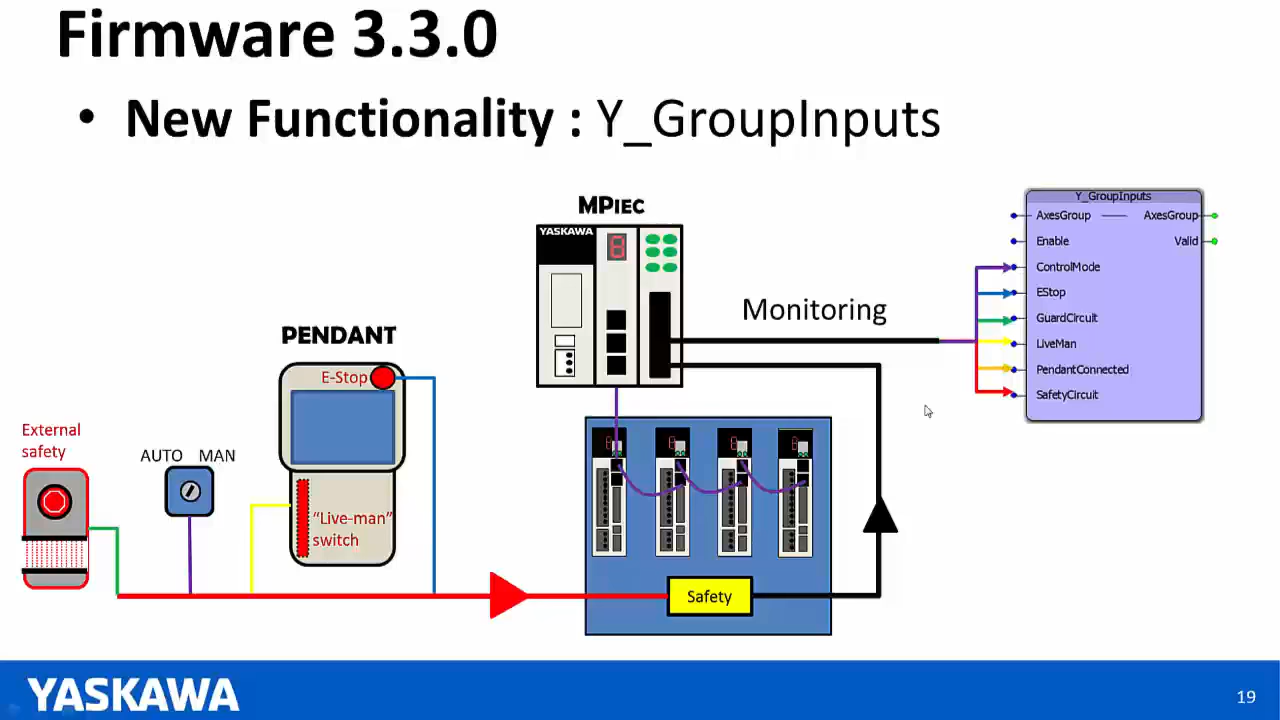 Firmware 3.3.0
• New Functionality : Y_GroupInputs
MPIEC
YASKAWA
8
Y_GroupInputs
AxesGroup
AxesGroup
Enable
Valid
ControlMode
EStop
GuardCircuit
LiveMan
PendantConnected
SafetyCircuit
Monitoring
PENDANT
E-Stop
External
safety
AUTO
MAN
"Live-man"
switch
Safety
YASKAWA
19